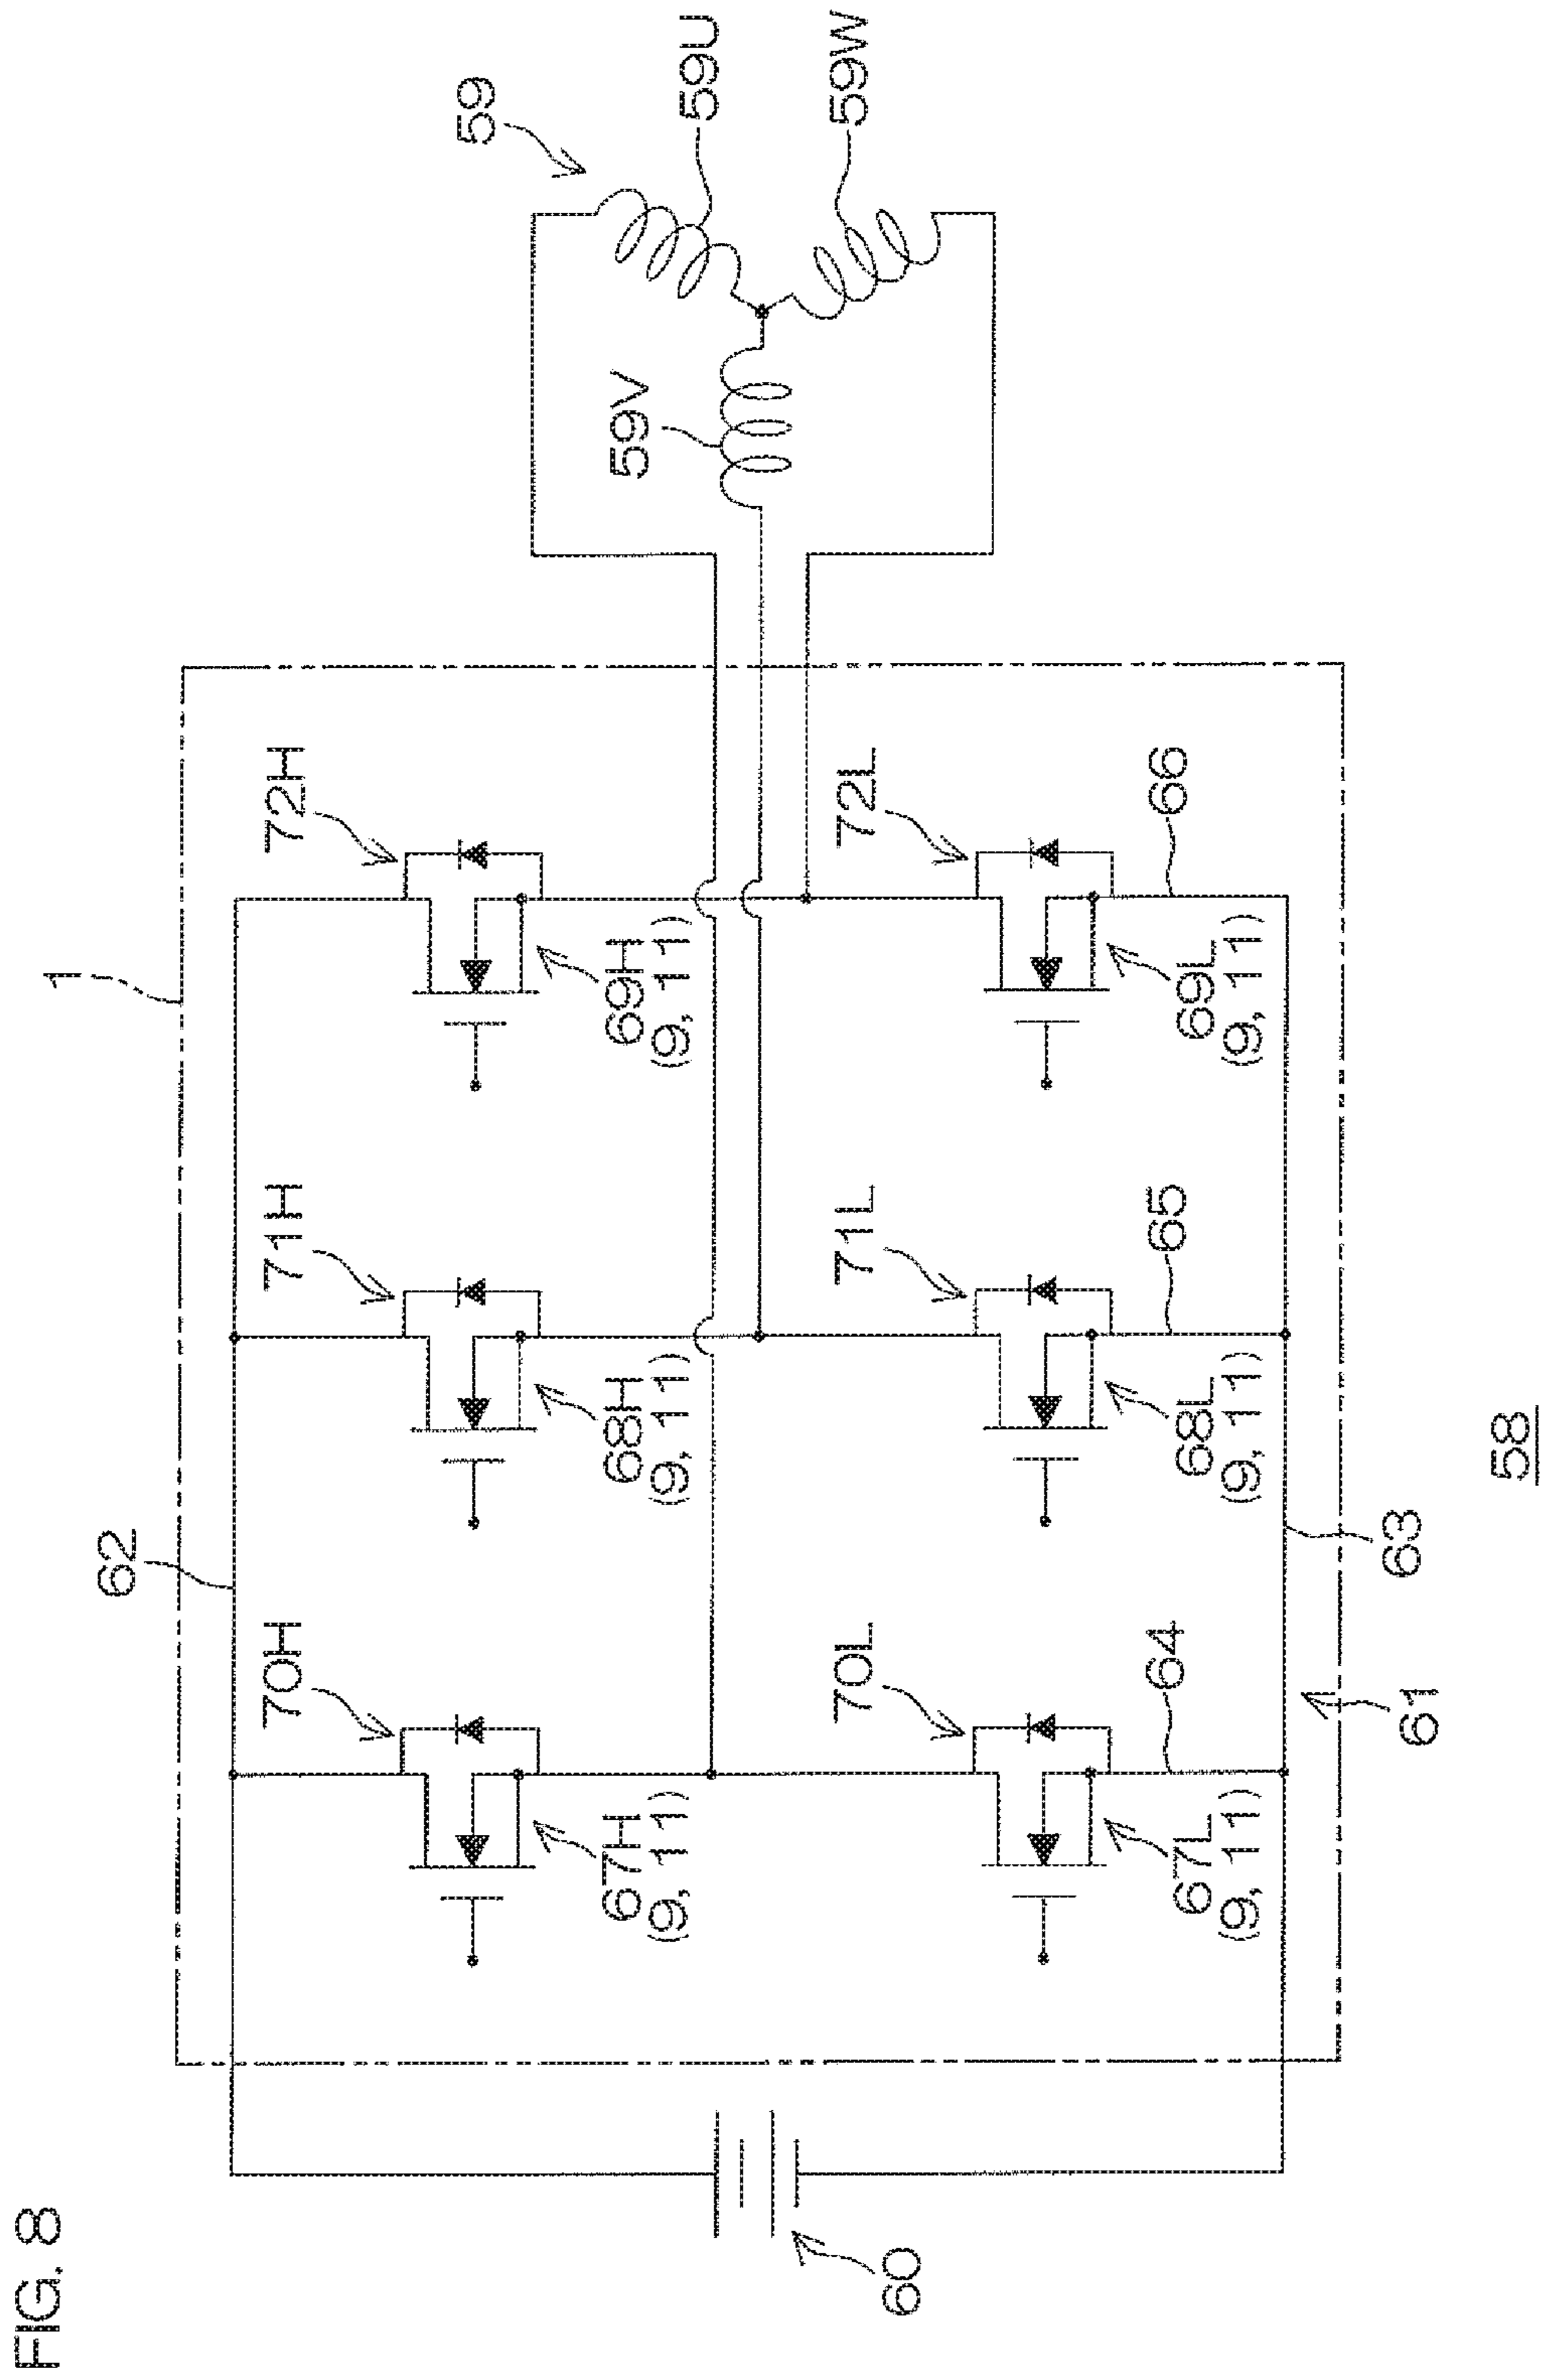 FIG. 8
1
62
70H
71H
72H
67H
(9, 11)
68H
(9, 11)
69H
(9, 11)
59
59U
59V
59W
60
70L
71L
72L
67L
(9, 11)
68L
(9, 11)
69L
(9, 11)
64
65
66
61
63
58